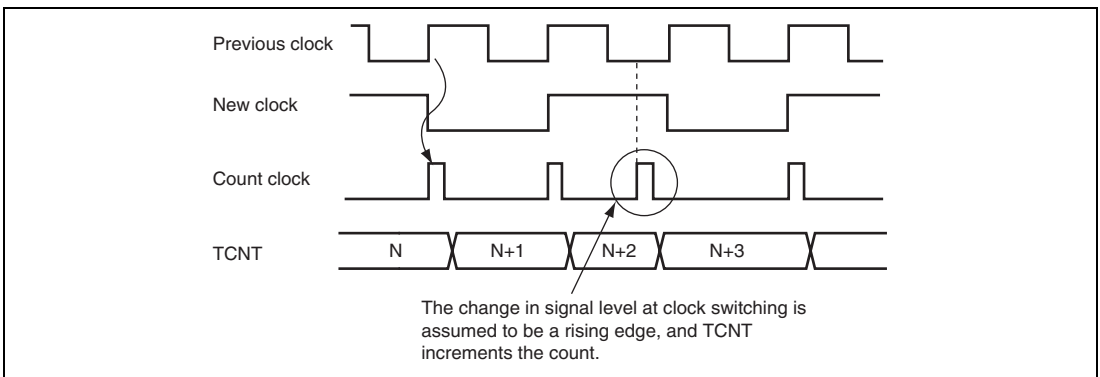 Previous clock
New clock
Count clock
TCNT
N
N+1
N+2
N+3
The change in signal level at clock switching is
assumed to be a rising edge, and TCNT
increments the count.